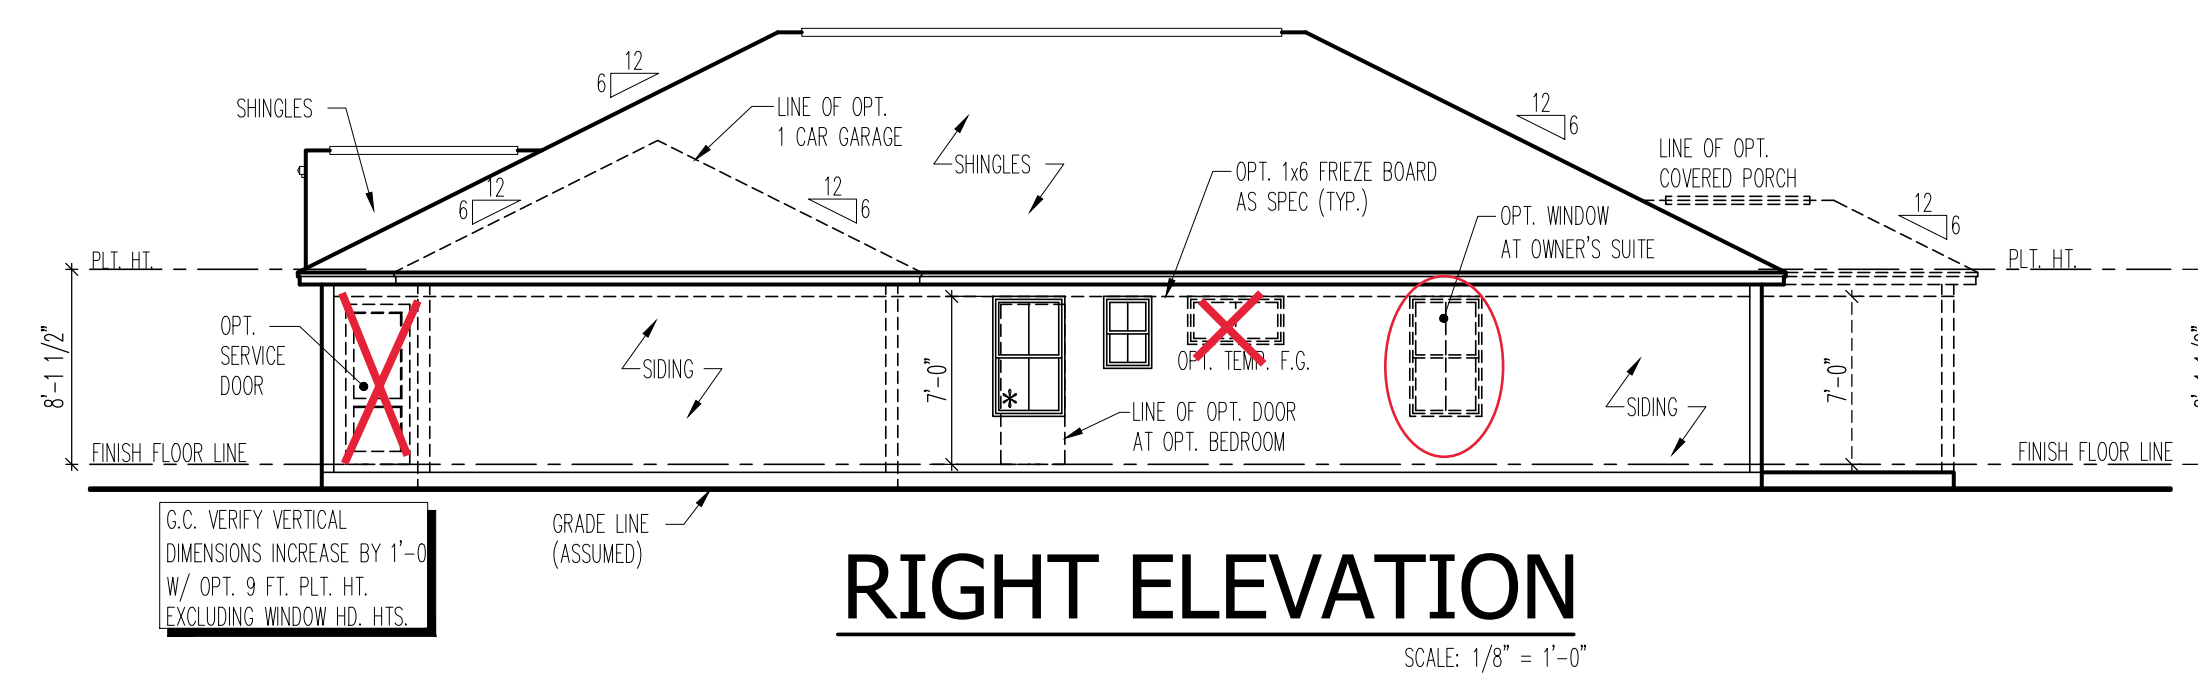 12
6
SHINGLES
LINE OF OPT.
1 CAR GARAGE
12
6
SHINGLES
12
6
12
6
OPT. 1x6 FRIEZE BOARD
AS SPEC (TYP.)
LINE OF OPT.
COVERED PORCH
12
6
OPT. WINDOW
AT OWNER'S SUITE
PLT. HT.
PLT. HT.
8'-1 1/2"
OPT.
SERVICE
DOOR
SIDING
7'-0"
*
OPT. TEMP. F.G.
LINE OF OPT. DOOR
AT OPT. BEDROOM
SIDING
7'-0"
FINISH FLOOR LINE
FINISH FLOOR LINE
G.C. VERIFY VERTICAL
DIMENSIONS INCREASE BY 1'-0
W/ OPT. 9 FT. PLT. HT.
EXCLUDING WINDOW HD. HTS.
GRADE LINE
(ASSUMED)
RIGHT ELEVATION
SCALE: 1/8" = 1'-0"